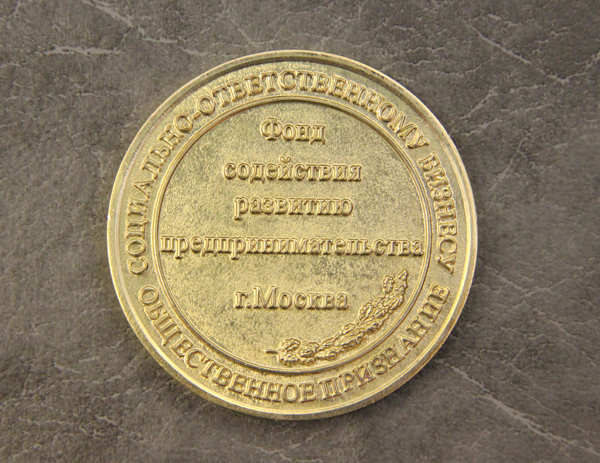 СОЦИАЛЬНО-ОТВЕТСТВЕННОМУ БИЗНЕСУ
Фонд
содействия
развитию
предпринимательства
г.Москва
ОБЩЕСТВЕННОЕ ПРИЗНАНИЕ